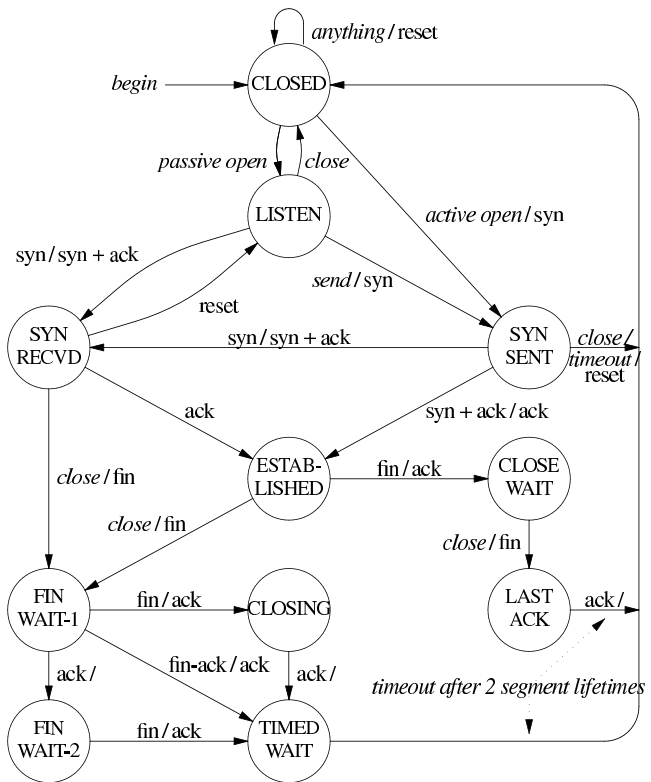 anything / reset
begin
CLOSED
passive open
close
LISTEN
active open / syn
syn / syn + ack
send / syn
reset
SYN
RECVD
syn / syn + ack
SYN
SENT
close /
timeout /
reset
ack
syn + ack / ack
ESTAB-
LISHED
fin / ack
CLOSE
WAIT
close / fin
close / fin
close / fin
FIN
WAIT-1
fin / ack
CLOSING
LAST
ACK
ack /
ack /
fin-ack / ack
ack /
timeout after 2 segment lifetimes
FIN
WAIT-2
fin / ack
TIMED
WAIT